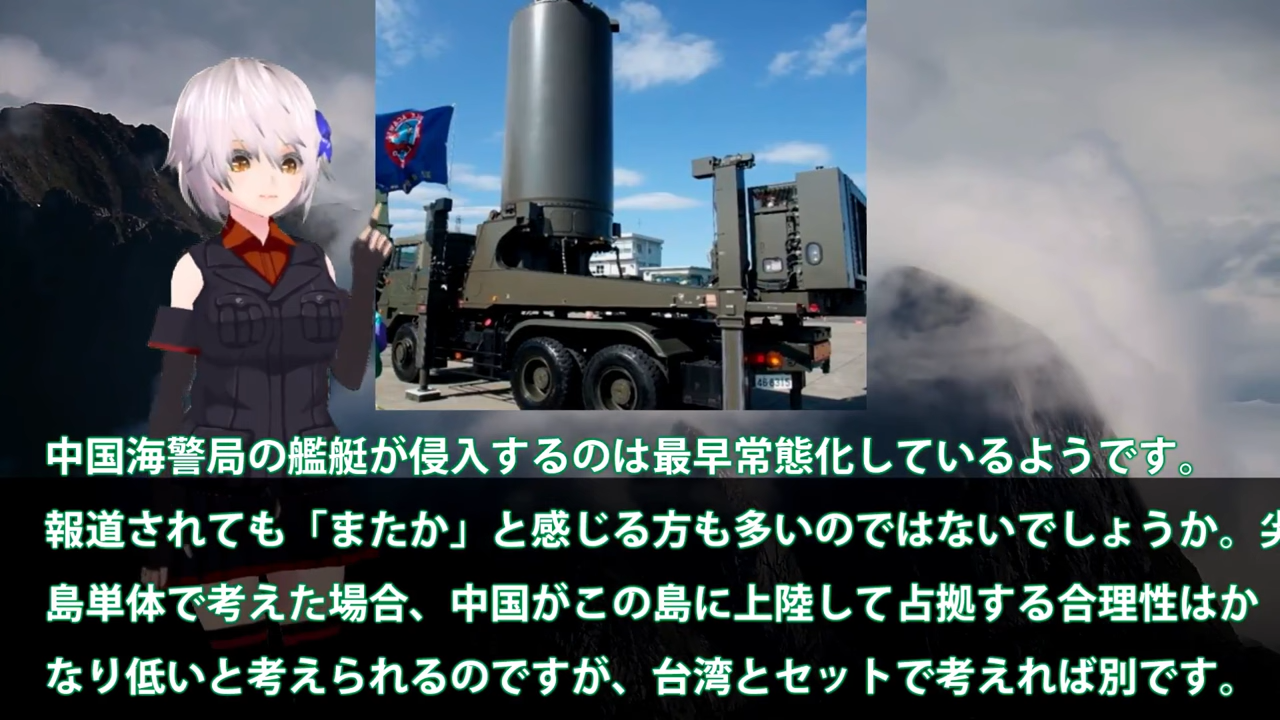 中国海警局の艦艇が侵入するのは最早常態化しているようです。
報道されても「またか」と感じる方も多いのではないでしょうか。尖
島単体で考えた場合、中国がこの島に上陸して占拠する合理性はか
なり低いと考えられるのですが、台湾とセットで考えれば別です。